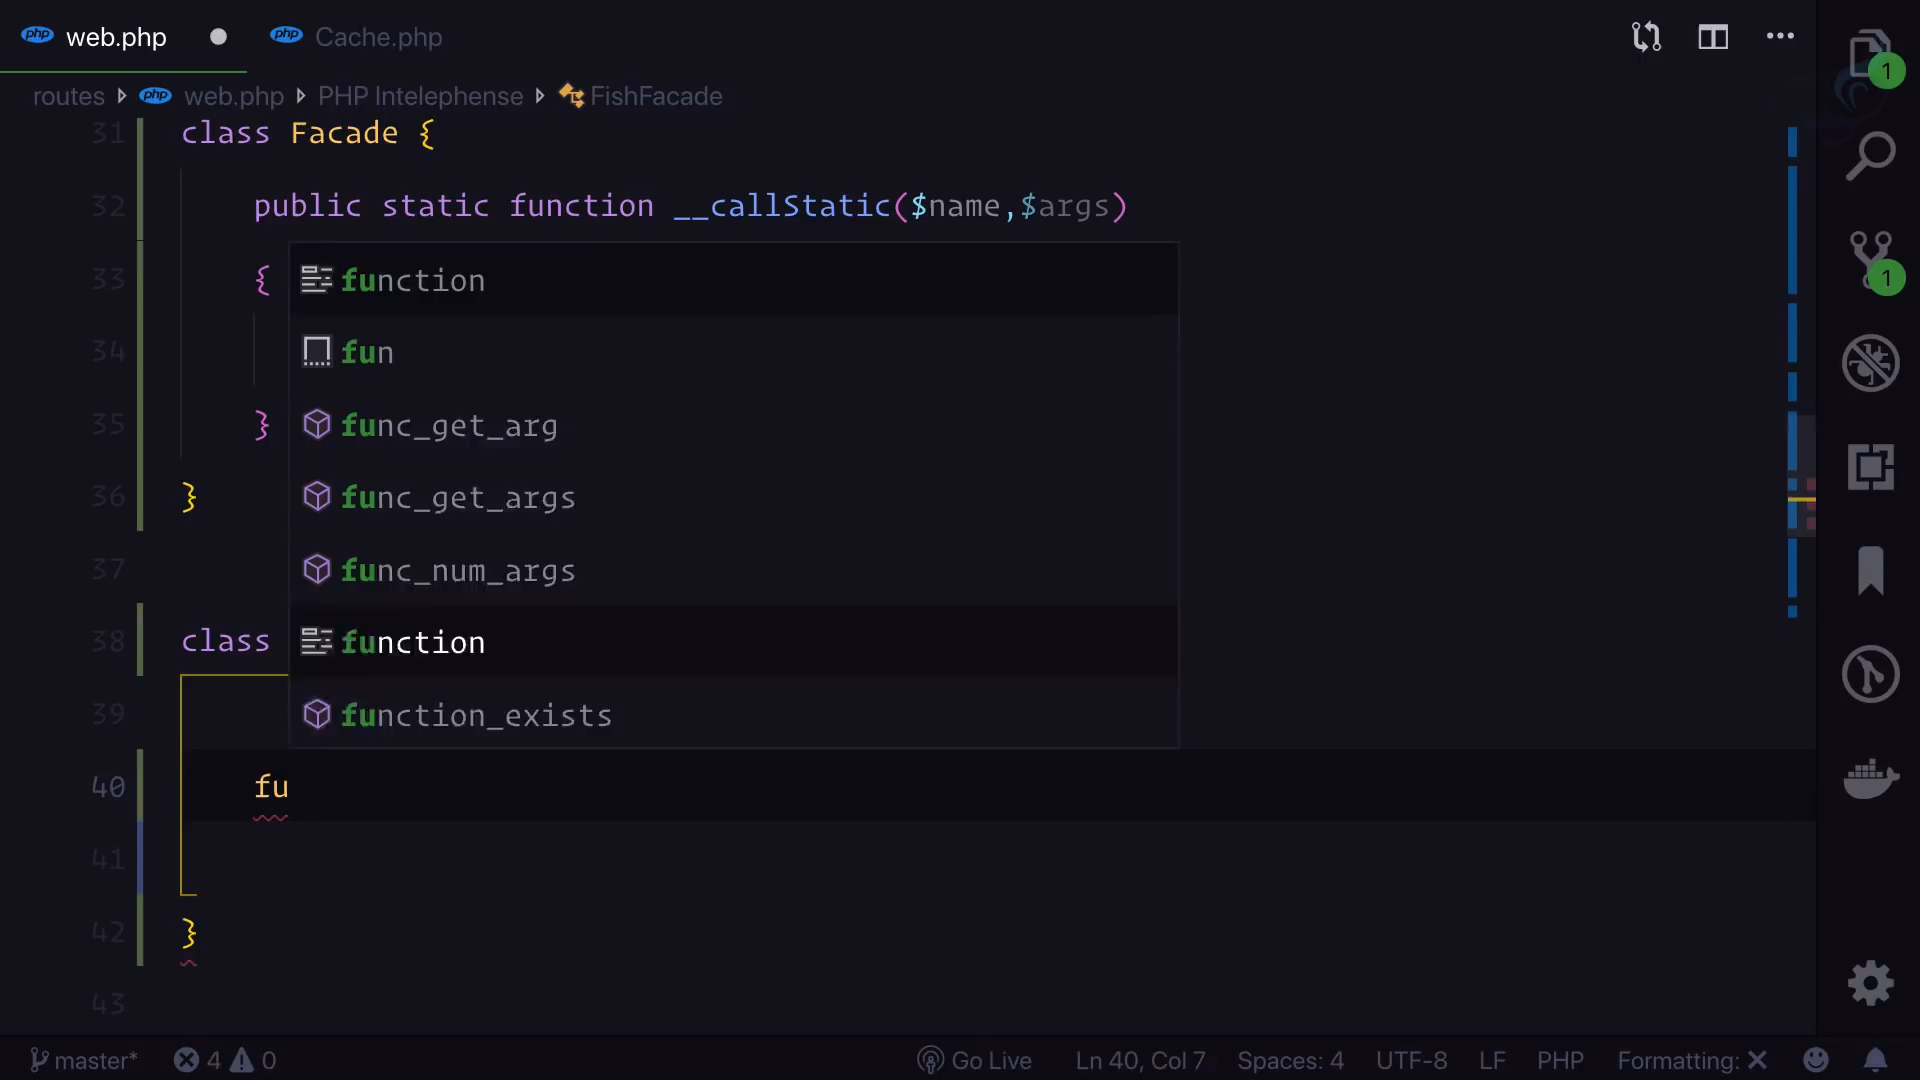 php web.php php Cache.php
routes php web.php PHP Intelephense FishFacade
1
31 class Facade {
32 public static function __callStatic($name,$args)
33 { function
1
34 fun
35 } func_get_arg
36 } func_get_args
37 func_num_args
38 class function
39 function_exists
40 fu
41
42 }
43
master* 4 0 Go Live Ln 40, Col 7 Spaces: 4 UTF-8 LF PHP Formatting: